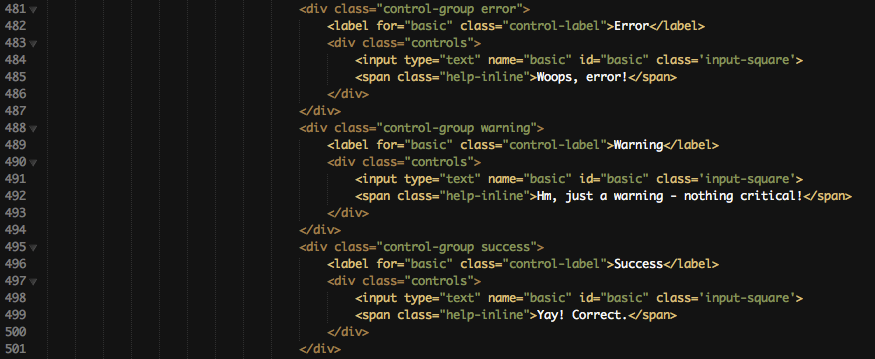 481 <div class="control-group error">
482 <label for="basic" class="control-label">Error</label>
483 <div class="controls">
484 <input type="text" name="basic" id="basic" class='input-square'>
485 <span class="help-inline">Woops, error!</span>
486 </div>
487 </div>
488 <div class="control-group warning">
489 <label for="basic" class="control-label">Warning</label>
490 <div class="controls">
491 <input type="text" name="basic" id="basic" class='input-square'>
492 <span class="help-inline">Hm, just a warning - nothing critical!</span>
493 </div>
494 </div>
495 <div class="control-group success">
496 <label for="basic" class="control-label">Success</label>
497 <div class="controls">
498 <input type="text" name="basic" id="basic" class='input-square'>
499 <span class="help-inline">Yay! Correct.</span>
500 </div>
501 </div>